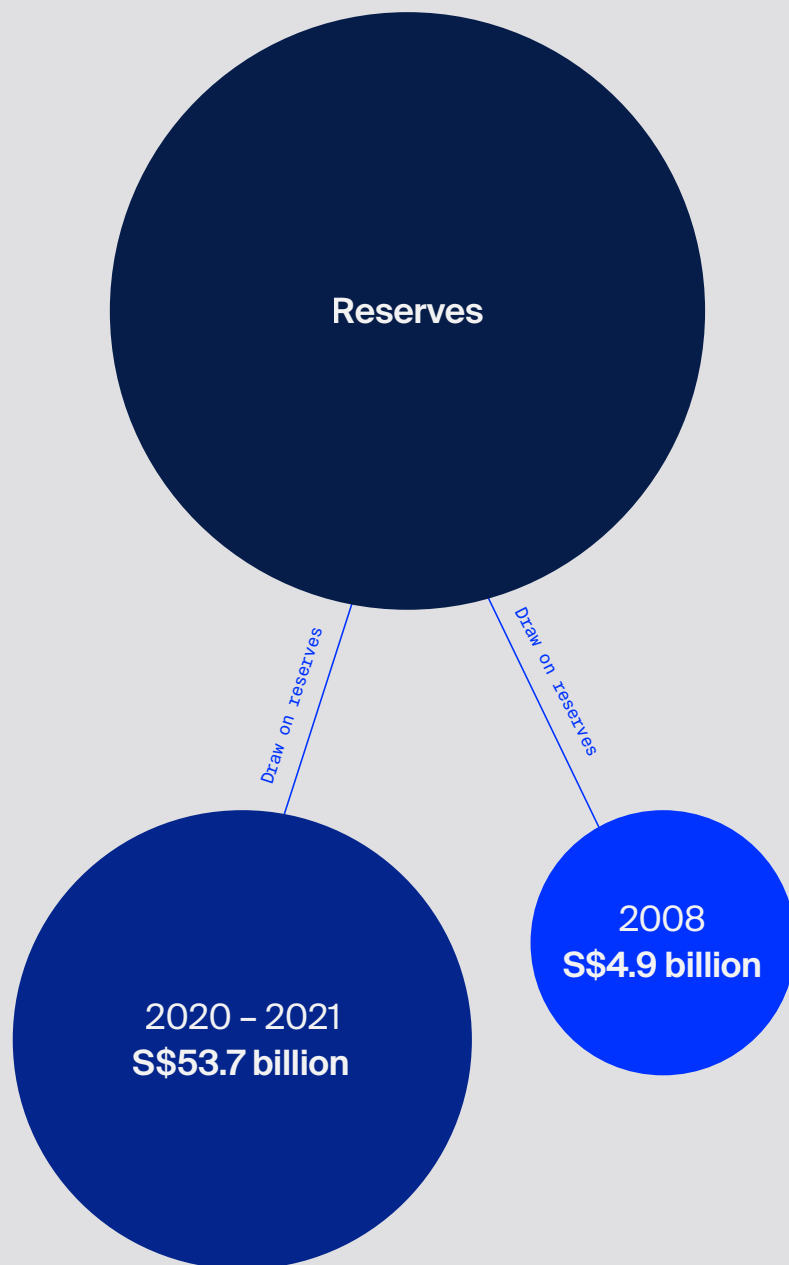 Reserves
Draw on reserves
Draw on reserves
2020 – 2021
S$53.7 billion
2008
S$4.9 billion